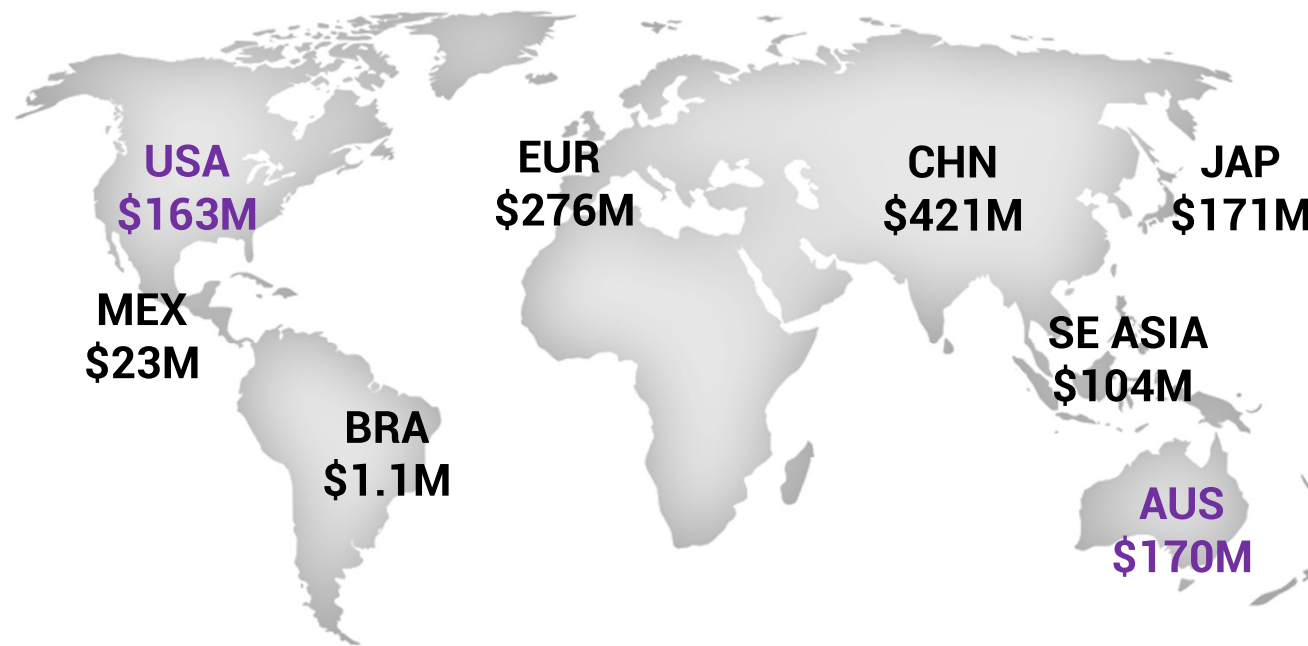 USA
$163M
EUR
$276M
CHN
$421M
JAP
$171M
MEX
$23M
SE ASIA
$104M
BRA
$1.1M
AUS
$170M